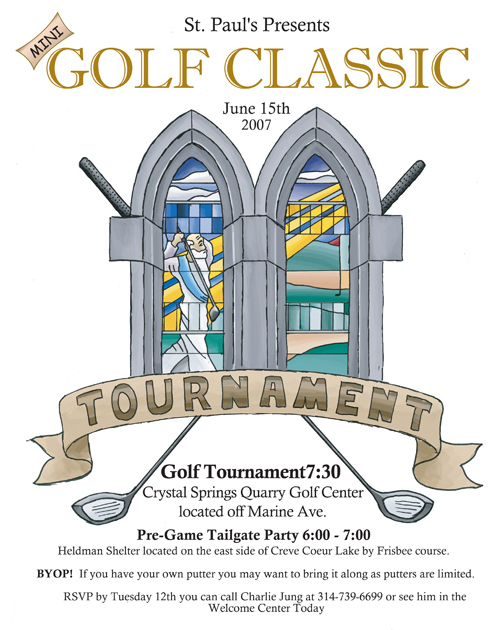 St. Paul's Presents
MINI
GOLF CLASSIC
June 15th
2007
TOURNAMENT
Golf Tournament7:30
Crystal Springs Quarry Golf Center
located off Marine Ave.
Pre-Game Tailgate Party 6:00 - 7:00
Heldman Shelter located on the east side of Creve Coeur Lake by Frisbee course.
BYOP! If you have your own putter you may want to bring it along as putters are limited.
RSVP by Tuesday 12th you can call Charlie Jung at 314-739-6699 or see him in the
Welcome Center Today